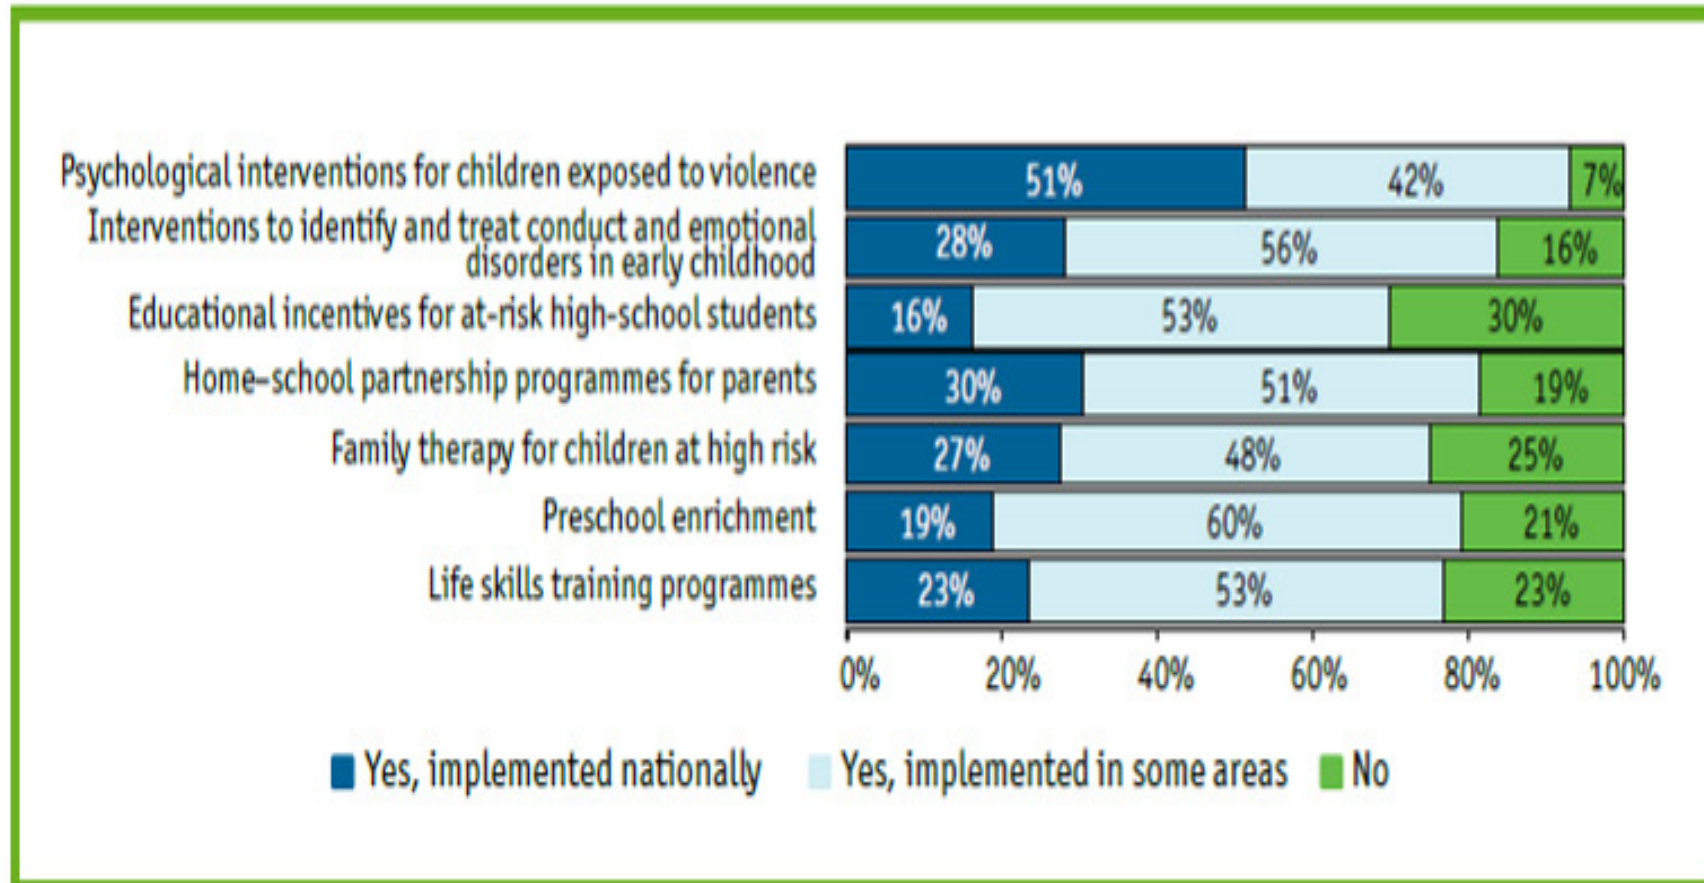 Psychological interventions for children exposed to violence 51% 42% 7%
Interventions to identify and treat conduct and emotional
disorders in early childhood 28% 56% 16%
Educational incentives for at-risk high-school students 16% 53% 30%
Home–school partnership programmes for parents 30% 51% 19%
Family therapy for children at high risk 27% 48% 25%
Preschool enrichment 19% 60% 21%
Life skills training programmes 23% 53% 23%
0% 20% 40% 60% 80% 100%
Yes, implemented nationally Yes, implemented in some areas No